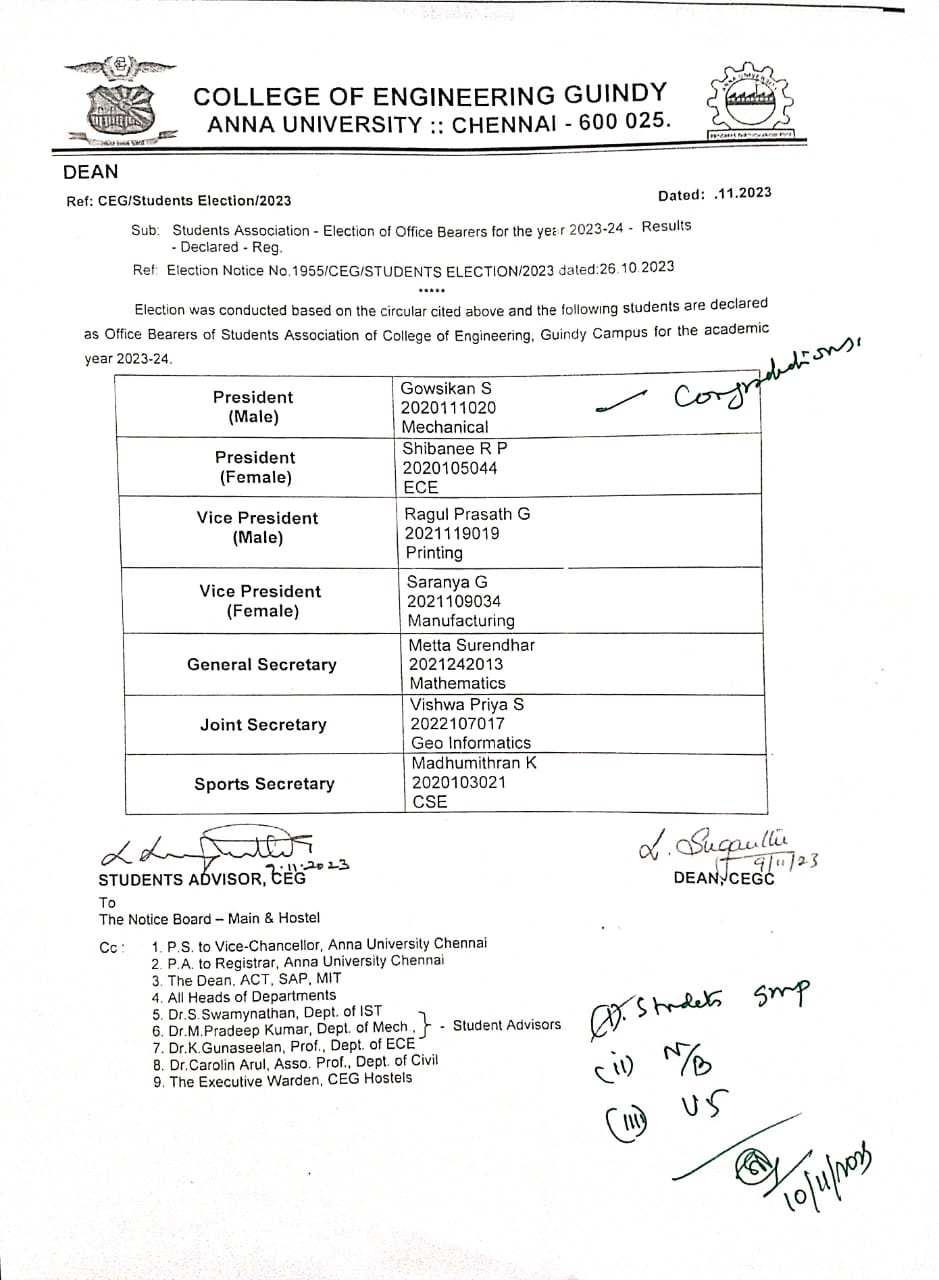 COLLEGE OF ENGINEERING GUINDY
ANNA UNIVERSITY :: CHENNAI - 600 025.
DEAN
Ref: CEG/Students Election/2023 Dated: .11.2023
Sub: Students Association - Election of Office Bearers for the year 2023-24 - Results
- Declared - Reg.
Ref: Election Notice No.1955/CEG/STUDENTS ELECTION/2023 dated:26.10.2023
*****
Election was conducted based on the circular cited above and the following students are declared
as Office Bearers of Students Association of College of Engineering, Guindy Campus for the academic
year 2023-24.
President
(Male)
Gowsikan S
2020111020
Mechanical
President
(Female)
Shibanee R P
2020105044
ECE
Vice President
(Male)
Ragul Prasath G
2021119019
Printing
Vice President
(Female)
Saranya G
2021109034
Manufacturing
General Secretary
Metta Surendhar
2021242013
Mathematics
Joint Secretary
Vishwa Priya S
2022107017
Geo Informatics
Sports Secretary
Madhumithran K
2020103021
CSE
7.11.2023
STUDENTS ADVISOR, CEG
9/11/23
DEAN, CEGC
To
The Notice Board – Main & Hostel
Cc : 1. P.S. to Vice-Chancellor, Anna University Chennai
2. P.A. to Registrar, Anna University Chennai
3. The Dean, ACT, SAP, MIT
4. All Heads of Departments
5. Dr.S.Swamynathan, Dept. of IST
6. Dr.M.Pradeep Kumar, Dept. of Mech , } - Student Advisors
7. Dr.K.Gunaseelan, Prof., Dept. of ECE
8. Dr.Carolin Arul, Asso. Prof., Dept. of Civil
9. The Executive Warden, CEG Hostels
(ii) N/B
(iii) US
10/11/2023